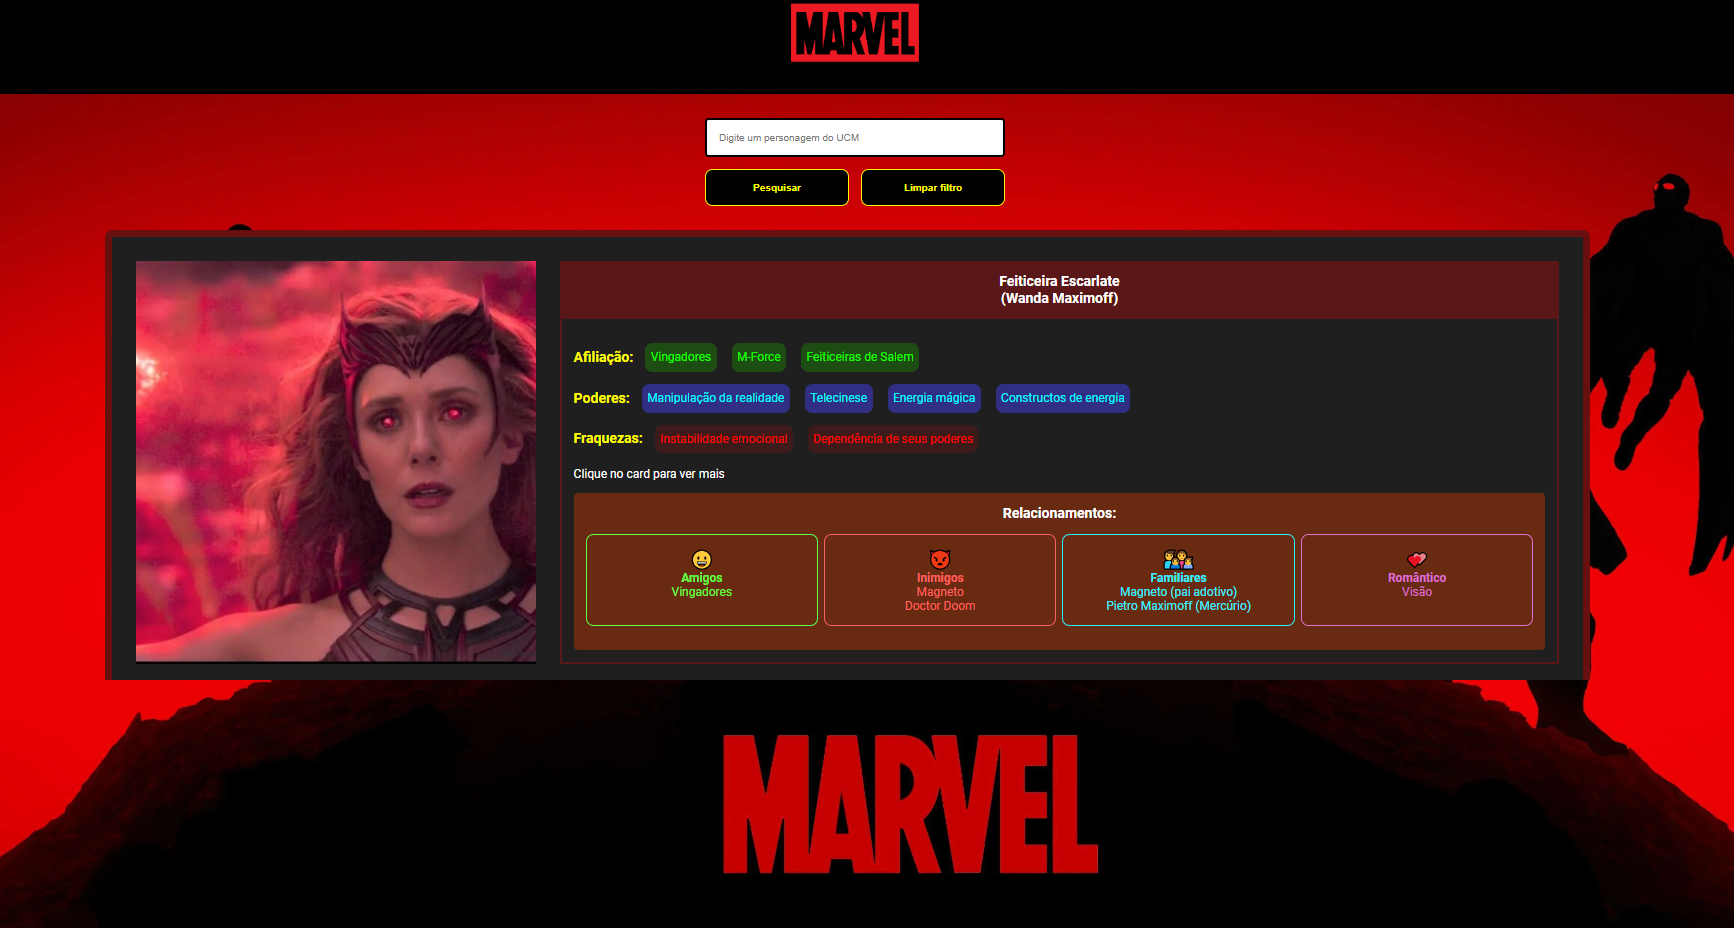 MARVEL
Digite um personagem do UCM
Pesquisar
Limpar filtro
Feiticeira Escarlate
(Wanda Maximoff)
Afiliação: Vingadores M-Force Feiticeiras de Salem
Poderes: Manipulação da realidade Telecinese Energia mágica Constructos de energia
Fraquezas: Instabilidade emocional Dependência de seus poderes
Clique no card para ver mais
Relacionamentos:
Amigos
Vingadores
Inimigos
Magneto
Doctor Doom
Familiares
Magneto (pai adotivo)
Pietro Maximoff (Mercúrio)
Romântico
Visão
MARVEL